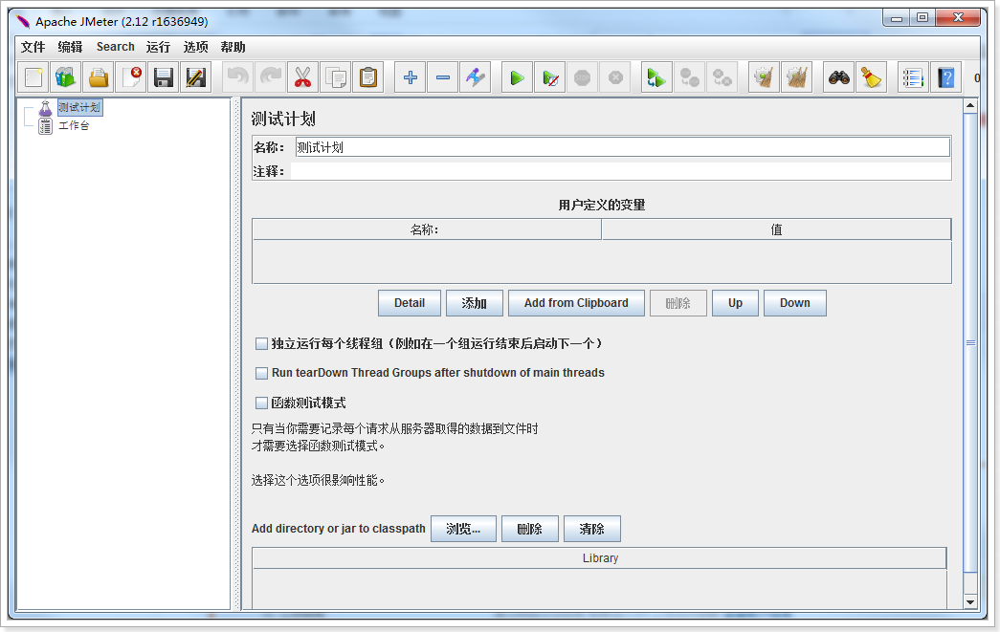 Apache JMeter (2.12 r1636949)
文件 编辑 Search 运行 选项 帮助
0
测试计划
工作台
测试计划
名称： 测试计划
注释：
用户定义的变量
名称： 值
Detail 添加 Add from Clipboard 删除 Up Down
独立运行每个线程组（例如在一个组运行结束后启动下一个）
Run tearDown Thread Groups after shutdown of main threads
函数测试模式
只有当你需要记录每个请求从服务器取得的数据到文件时
才需要选择函数测试模式。
选择这个选项很影响性能。
Add directory or jar to classpath 浏览... 删除 清除
Library